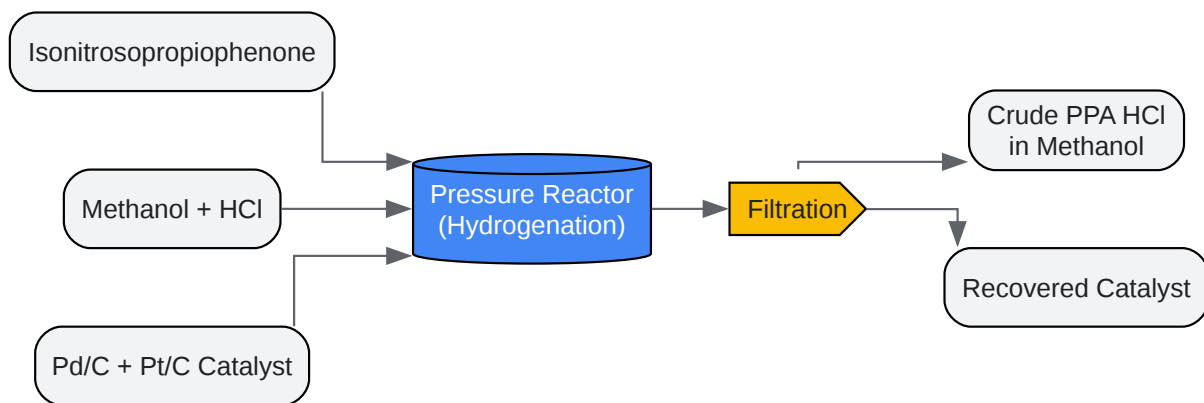 Isonitrosopropiophenone
Methanol + HCl
Pd/C + Pt/C Catalyst
Pressure Reactor
(Hydrogenation)
Filtration
Crude PPA HCl
in Methanol
Recovered Catalyst